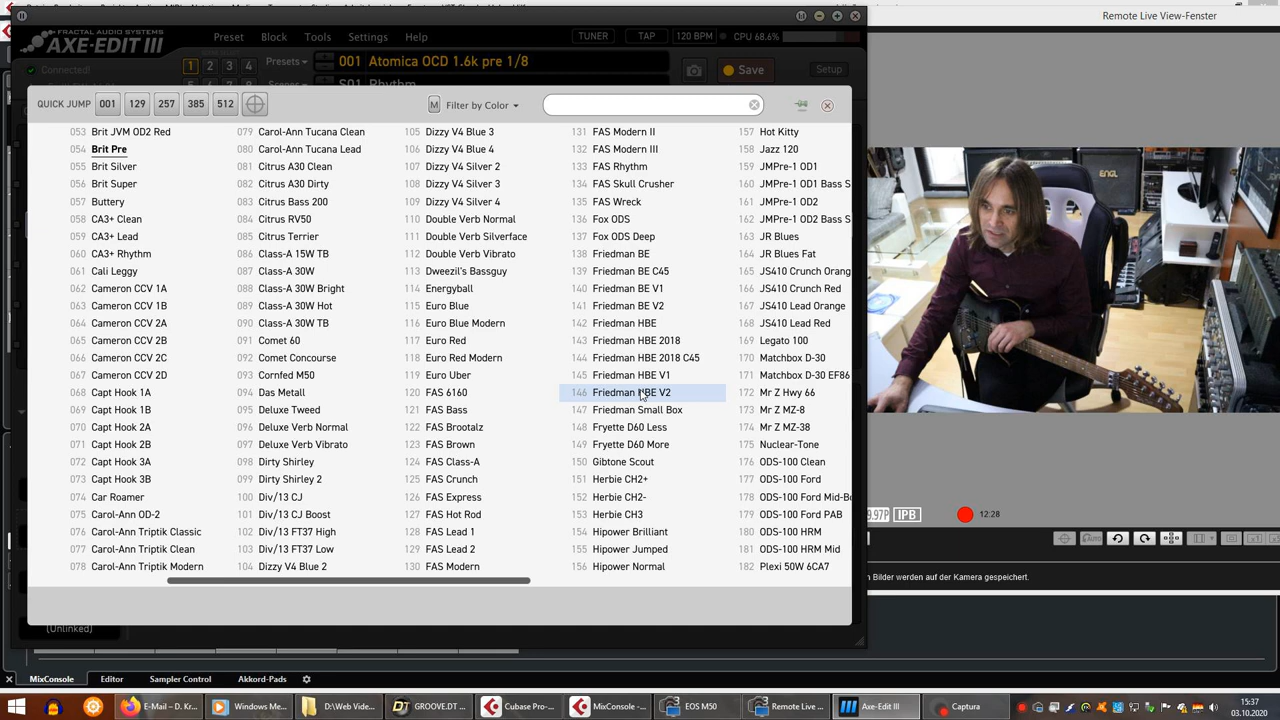 Remote Live View-Fenster
FRACTAL AUDIO SYSTEMS
AXE-EDIT III
Preset Block Tools Settings Help
TUNER TAP 120 BPM CPU 68.6%
Connected!
1 2 3 4
Presets
001 Atomica OCD 1.6k pre 1/8
Save
Setup
Scenes
S01 Rhythm
QUICK JUMP 001 129 257 385 512
M Filter by Color
053 Brit JVM OD2 Red
054 Brit Pre
055 Brit Silver
056 Brit Super
057 Buttery
058 CA3+ Clean
059 CA3+ Lead
060 CA3+ Rhythm
061 Cali Leggy
062 Cameron CCV 1A
063 Cameron CCV 1B
064 Cameron CCV 2A
065 Cameron CCV 2B
066 Cameron CCV 2C
067 Cameron CCV 2D
068 Capt Hook 1A
069 Capt Hook 1B
070 Capt Hook 2A
071 Capt Hook 2B
072 Capt Hook 3A
073 Capt Hook 3B
074 Car Roamer
075 Carol-Ann OD-2
076 Carol-Ann Triptik Classic
077 Carol-Ann Triptik Clean
078 Carol-Ann Triptik Modern
079 Carol-Ann Tucana Clean
080 Carol-Ann Tucana Lead
081 Citrus A30 Clean
082 Citrus A30 Dirty
083 Citrus Bass 200
084 Citrus RV50
085 Citrus Terrier
086 Class-A 15W TB
087 Class-A 30W
088 Class-A 30W Bright
089 Class-A 30W Hot
090 Class-A 30W TB
091 Comet 60
092 Comet Concourse
093 Cornfed M50
094 Das Metall
095 Deluxe Tweed
096 Deluxe Verb Normal
097 Deluxe Verb Vibrato
098 Dirty Shirley
099 Dirty Shirley 2
100 Div/13 CJ
101 Div/13 CJ Boost
102 Div/13 FT37 High
103 Div/13 FT37 Low
104 Dizzy V4 Blue 2
105 Dizzy V4 Blue 3
106 Dizzy V4 Blue 4
107 Dizzy V4 Silver 2
108 Dizzy V4 Silver 3
109 Dizzy V4 Silver 4
110 Double Verb Normal
111 Double Verb Silverface
112 Double Verb Vibrato
113 Dweezil's Bassguy
114 Energyball
115 Euro Blue
116 Euro Blue Modern
117 Euro Red
118 Euro Red Modern
119 Euro Uber
120 FAS 6160
121 FAS Bass
122 FAS Brootalz
123 FAS Brown
124 FAS Class-A
125 FAS Crunch
126 FAS Express
127 FAS Hot Rod
128 FAS Lead 1
129 FAS Lead 2
130 FAS Modern
131 FAS Modern II
132 FAS Modern III
133 FAS Rhythm
134 FAS Skull Crusher
135 FAS Wreck
136 Fox ODS
137 Fox ODS Deep
138 Friedman BE
139 Friedman BE C45
140 Friedman BE V1
141 Friedman BE V2
142 Friedman HBE
143 Friedman HBE 2018
144 Friedman HBE 2018 C45
145 Friedman HBE V1
146 Friedman HBE V2
147 Friedman Small Box
148 Fryette D60 Less
149 Fryette D60 More
150 Gibtone Scout
151 Herbie CH2+
152 Herbie CH2-
153 Herbie CH3
154 Hipower Brilliant
155 Hipower Jumped
156 Hipower Normal
157 Hot Kitty
158 Jazz 120
159 JMPre-1 OD1
160 JMPre-1 OD1 Bass S
161 JMPre-1 OD2
162 JMPre-1 OD2 Bass S
163 JR Blues
164 JR Blues Fat
165 JS410 Crunch Orang
166 JS410 Crunch Red
167 JS410 Lead Orange
168 JS410 Lead Red
169 Legato 100
170 Matchbox D-30
171 Matchbox D-30 EF86
172 Mr Z Hwy 66
173 Mr Z MZ-8
174 Mr Z MZ-38
175 Nuclear-Tone
176 ODS-100 Clean
177 ODS-100 Ford
178 ODS-100 Ford Mid-Bo
179 ODS-100 Ford PAB
180 ODS-100 HRM
181 ODS-100 HRM Mid
182 Plexi 50W 6CA7
ENGL
9.97P IPB 12:28
n Bilder werden auf der Kamera gespeichert.
(Unlinked)
MixConsole Editor Sampler Control Akkord-Pads
E-Mail – D. Kr...
Windows Me...
D:\Web Video...
GROOVE.DT ...
Cubase Pro-...
MixConsole -...
EOS M50
Remote Live ...
Axe-Edit III
Captura
15:37
03.10.2020